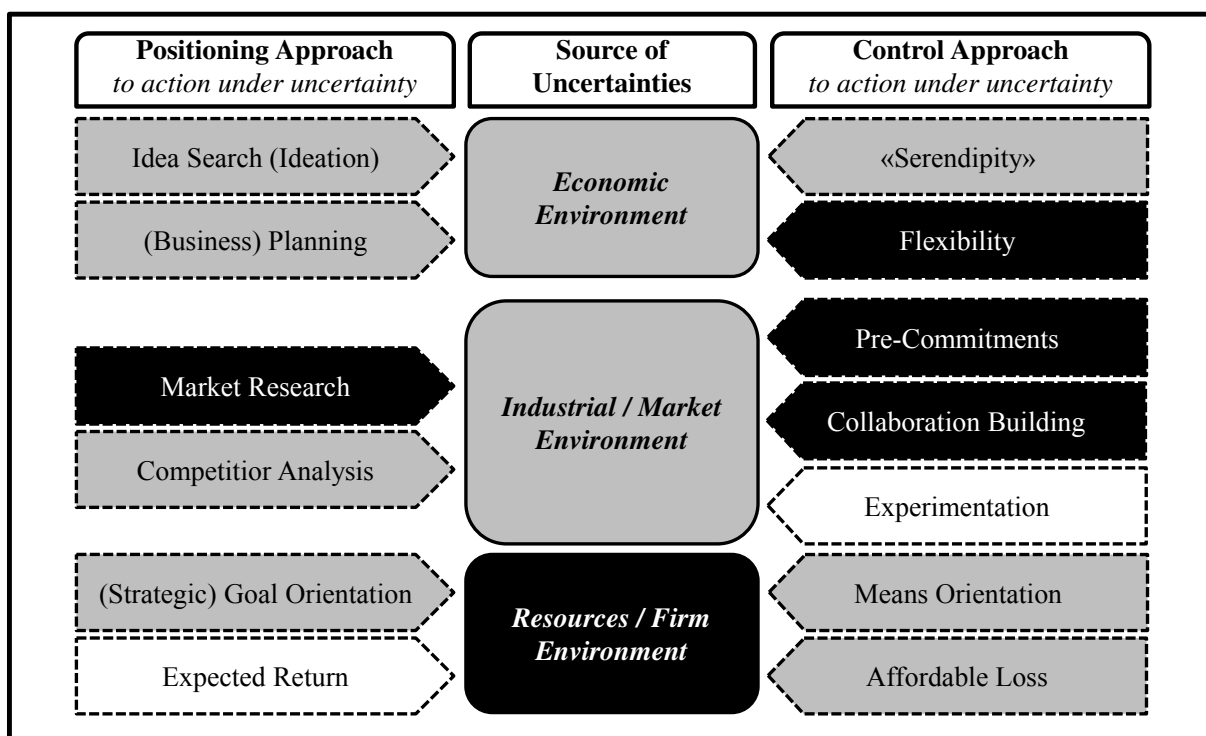 Positioning Approach
to action under uncertainty
Source of
Uncertainties
Control Approach
to action under uncertainty
Idea Search (Ideation)
(Business) Planning
Economic
Environment
«Serendipity»
Flexibility
Market Research
Competitior Analysis
Industrial / Market
Environment
Pre-Commitments
Collaboration Building
Experimentation
(Strategic) Goal Orientation
Expected Return
Resources / Firm
Environment
Means Orientation
Affordable Loss